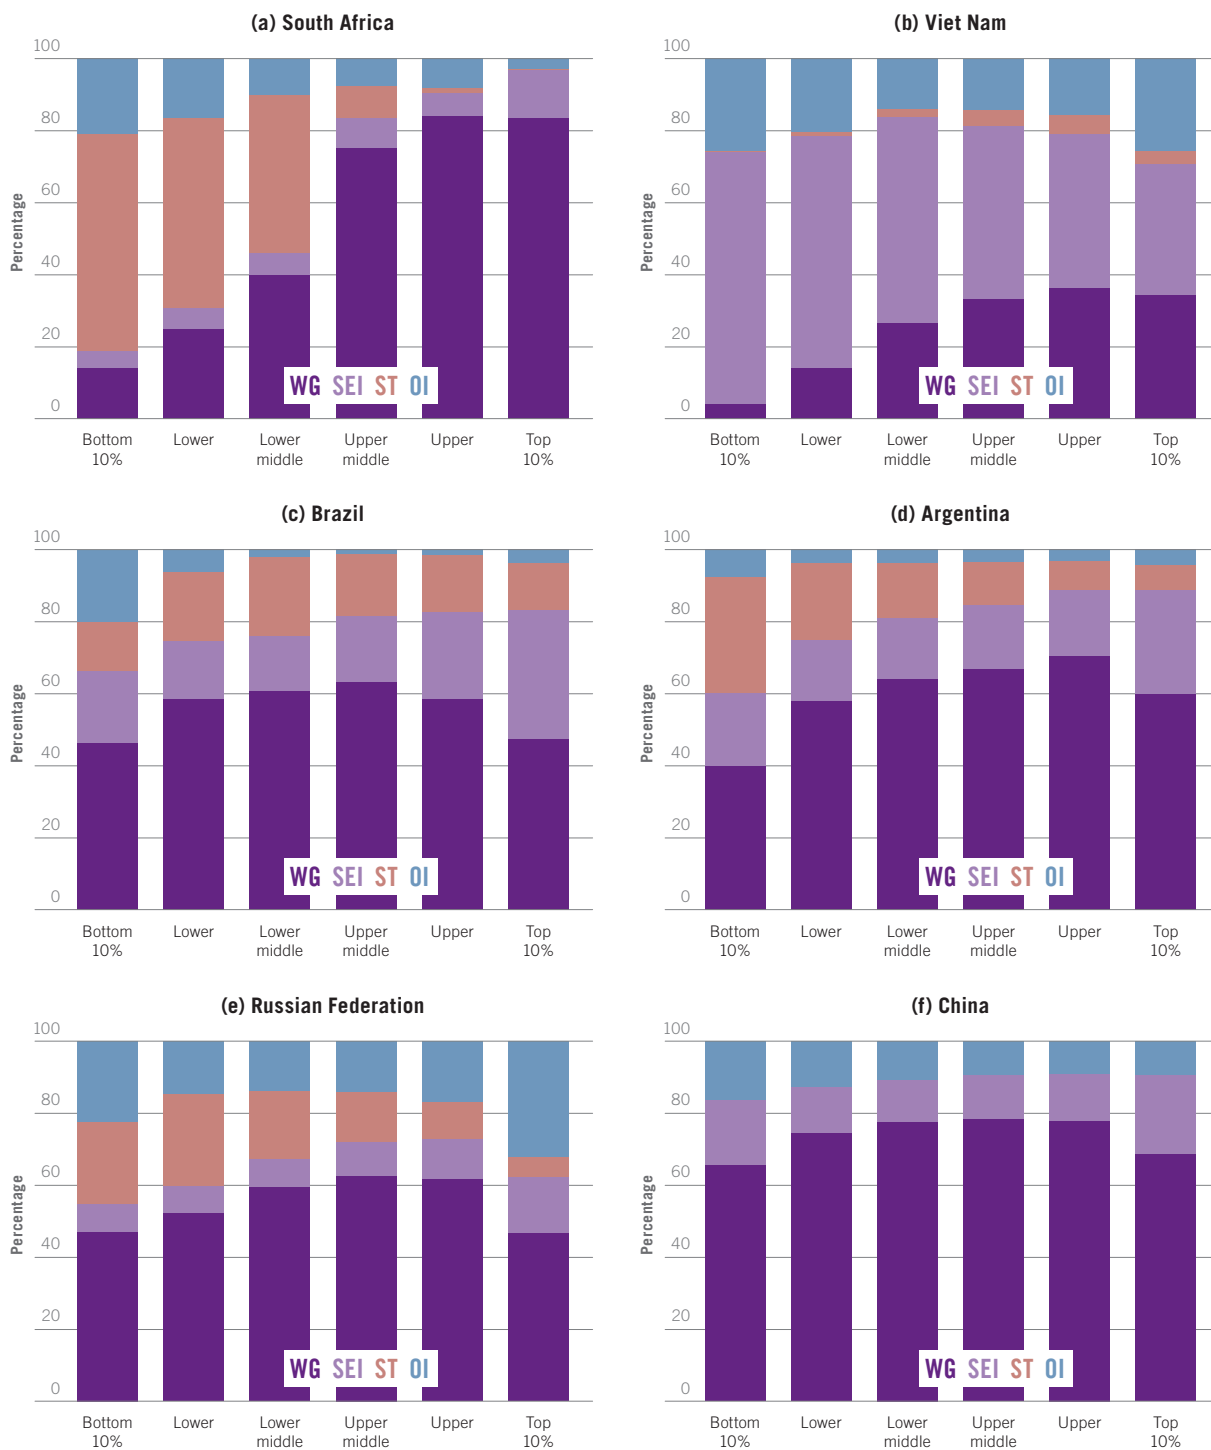 (a) South Africa
100
80
60
40
20
0
Percentage
WG SEI ST OI
Bottom 10%
Lower
Lower middle
Upper middle
Upper
Top 10%
(b) Viet Nam
100
80
60
40
20
0
Percentage
WG SEI ST OI
Bottom 10%
Lower
Lower middle
Upper middle
Upper
Top 10%
(c) Brazil
100
80
60
40
20
0
Percentage
WG SEI ST OI
Bottom 10%
Lower
Lower middle
Upper middle
Upper
Top 10%
(d) Argentina
100
80
60
40
20
0
Percentage
WG SEI ST OI
Bottom 10%
Lower
Lower middle
Upper middle
Upper
Top 10%
(e) Russian Federation
100
80
60
40
20
0
Percentage
WG SEI ST OI
Bottom 10%
Lower
Lower middle
Upper middle
Upper
Top 10%
(f) China
100
80
60
40
20
0
Percentage
WG SEI ST OI
Bottom 10%
Lower
Lower middle
Upper middle
Upper
Top 10%